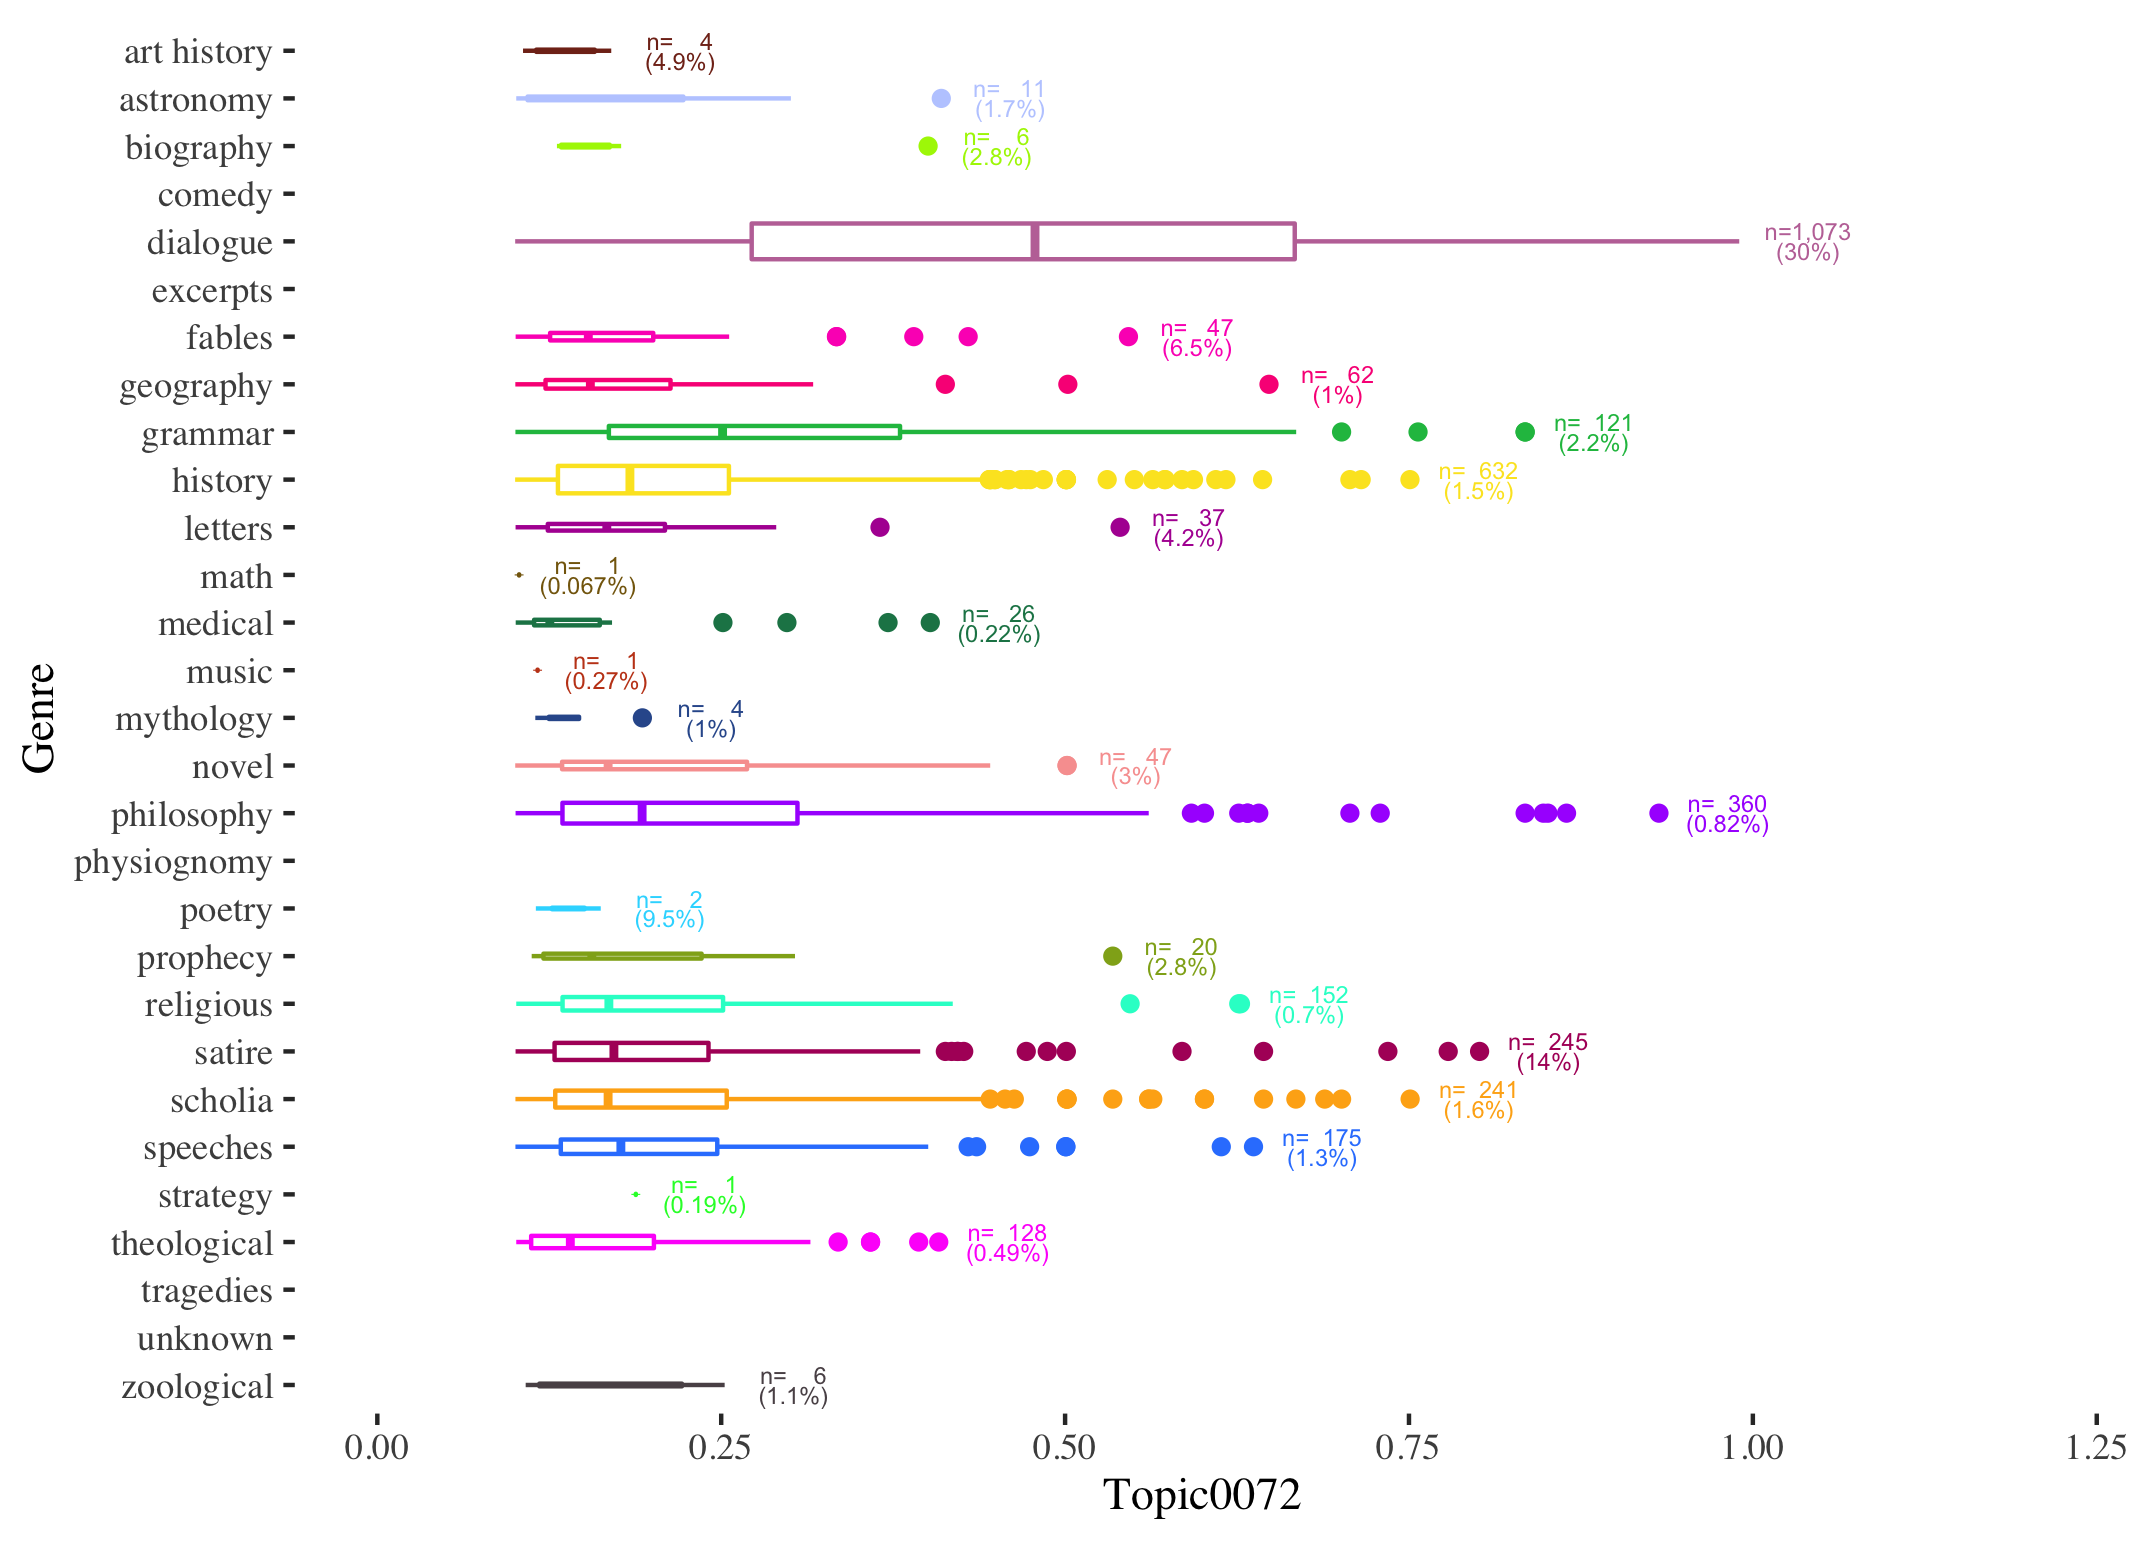 art history
n= 4
(4.9%)
astronomy
n= 11
(1.7%)
biography
n= 6
(2.8%)
comedy
dialogue
n=1,073
(30%)
excerpts
fables
n= 47
(6.5%)
geography
n= 62
(1%)
grammar
n= 121
(2.2%)
history
n= 632
(1.5%)
letters
n= 37
(4.2%)
math
n= 1
(0.067%)
medical
n= 26
(0.22%)
music
n= 1
(0.27%)
mythology
n= 4
(1%)
novel
n= 47
(3%)
philosophy
n= 360
(0.82%)
physiognomy
poetry
n= 2
(9.5%)
prophecy
n= 20
(2.8%)
religious
n= 152
(0.7%)
satire
n= 245
(14%)
scholia
n= 241
(1.6%)
speeches
n= 175
(1.3%)
strategy
n= 1
(0.19%)
theological
n= 128
(0.49%)
tragedies
unknown
zoological
n= 6
(1.1%)
Genre
0.00 0.25 0.50 0.75 1.00 1.25
Topic0072